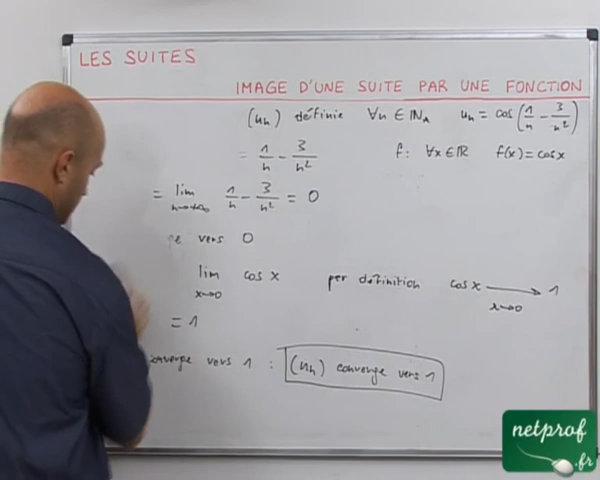 LES SUITES
IMAGE D'UNE SUITE PAR UNE FONCTION
(un) définie ∀n ∈ IN* un = cos(1/n - 3/n²)
= 1/n - 3/n² f: ∀x ∈ IR f(x) = cos x
= lim n→+∞ 1/n - 3/n² = 0
vers 0
lim x→0 cos x par définition cos x → 1 x→0
= 1
converge vers 1 : (un) converge vers 1
netprof
.fr